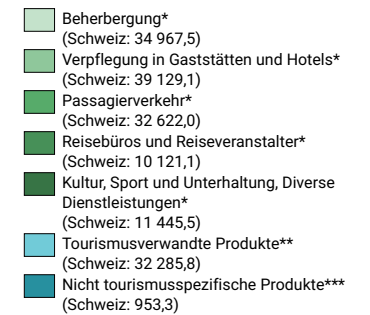 Beherbergung*
(Schweiz: 34 967,5)
Verpflegung in Gaststätten und Hotels*
(Schweiz: 39 129,1)
Passagierverkehr*
(Schweiz: 32 622,0)
Reisebüros und Reiseveranstalter*
(Schweiz: 10 121,1)
Kultur, Sport und Unterhaltung, Diverse
Dienstleistungen*
(Schweiz: 11 445,5)
Tourismusverwandte Produkte**
(Schweiz: 32 285,8)
Nicht tourismusspezifische Produkte***
(Schweiz: 953,3)